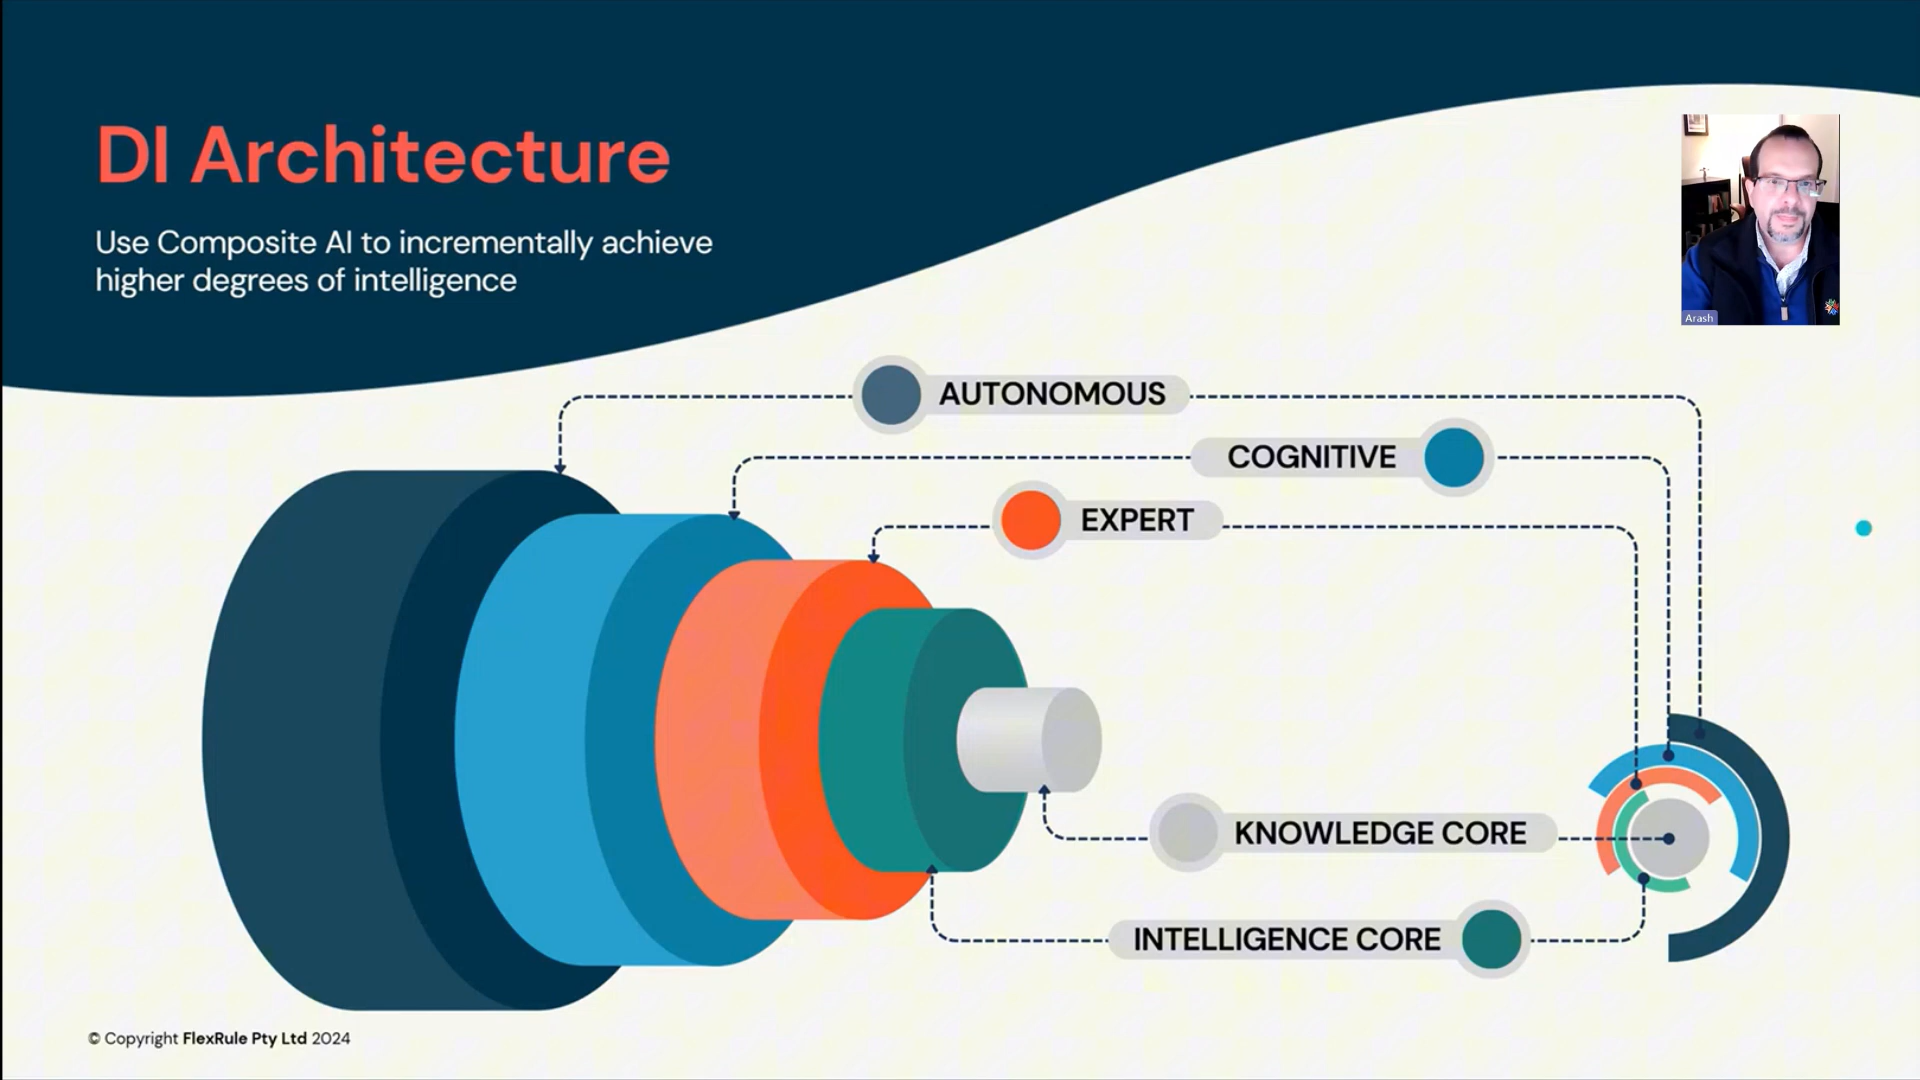 DI Architecture
Use Composite AI to incrementally achieve
higher degrees of intelligence
Arash
AUTONOMOUS
COGNITIVE
EXPERT
KNOWLEDGE CORE
INTELLIGENCE CORE
© Copyright FlexRule Pty Ltd 2024